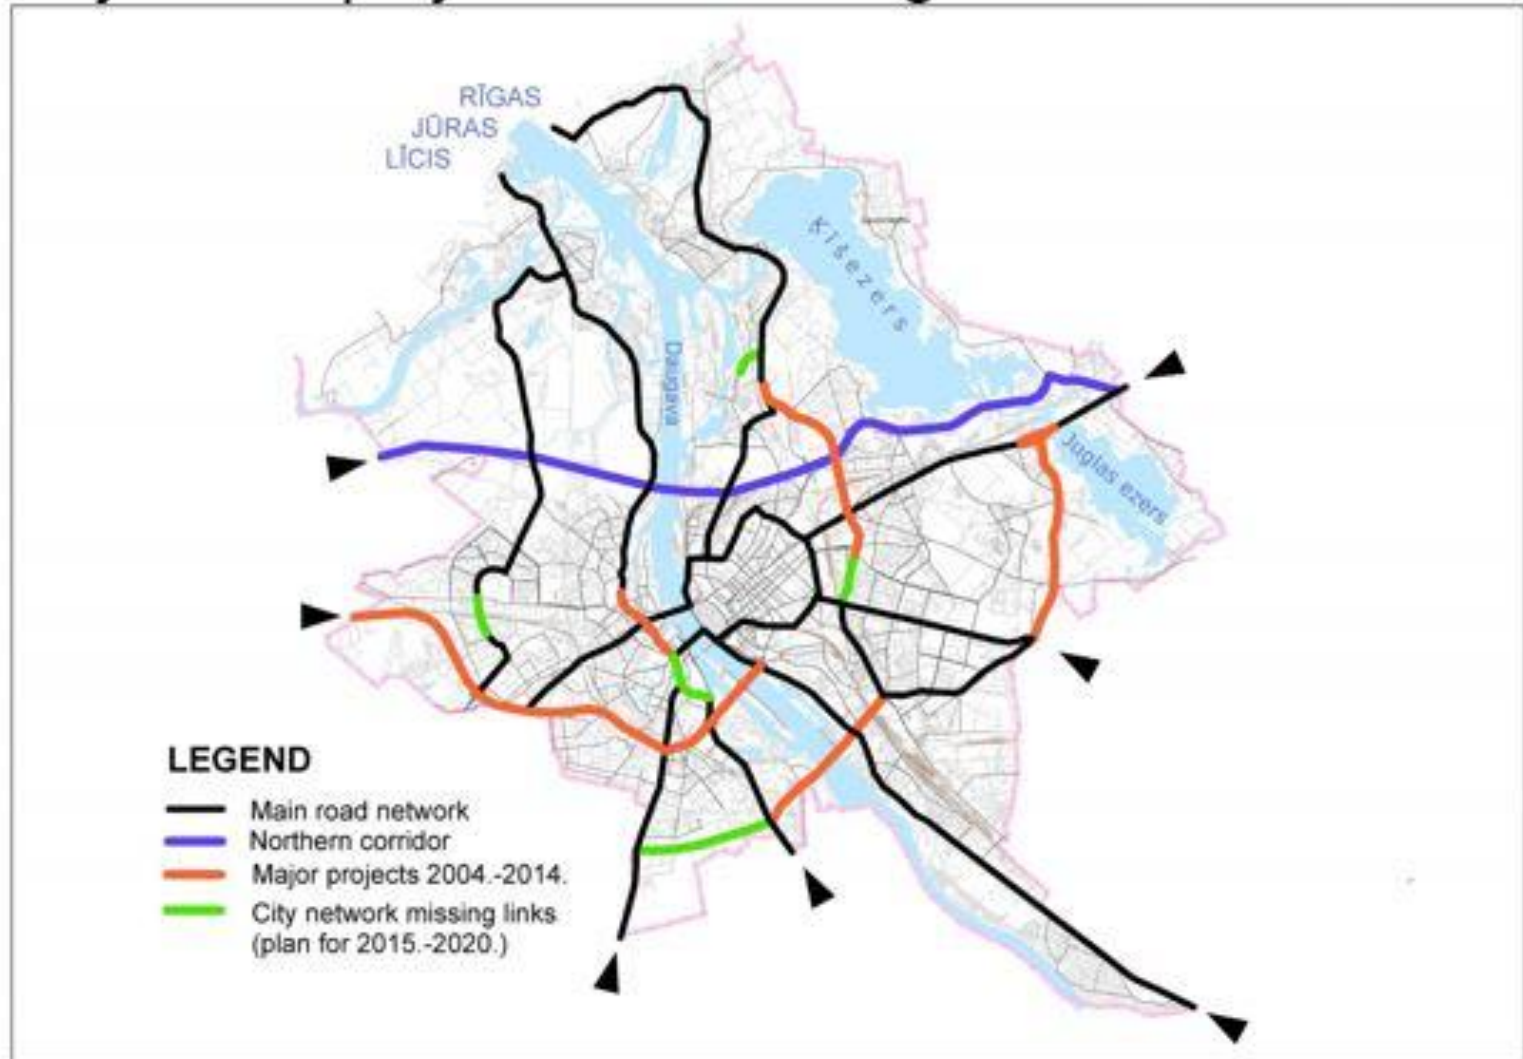 RĪGAS
JŪRAS
LĪCIS
Ķīšezers
Daugava
Juglas ezers
LEGEND
Main road network
Northern corridor
Major projects 2004.-2014.
City network missing links
(plan for 2015.-2020.)